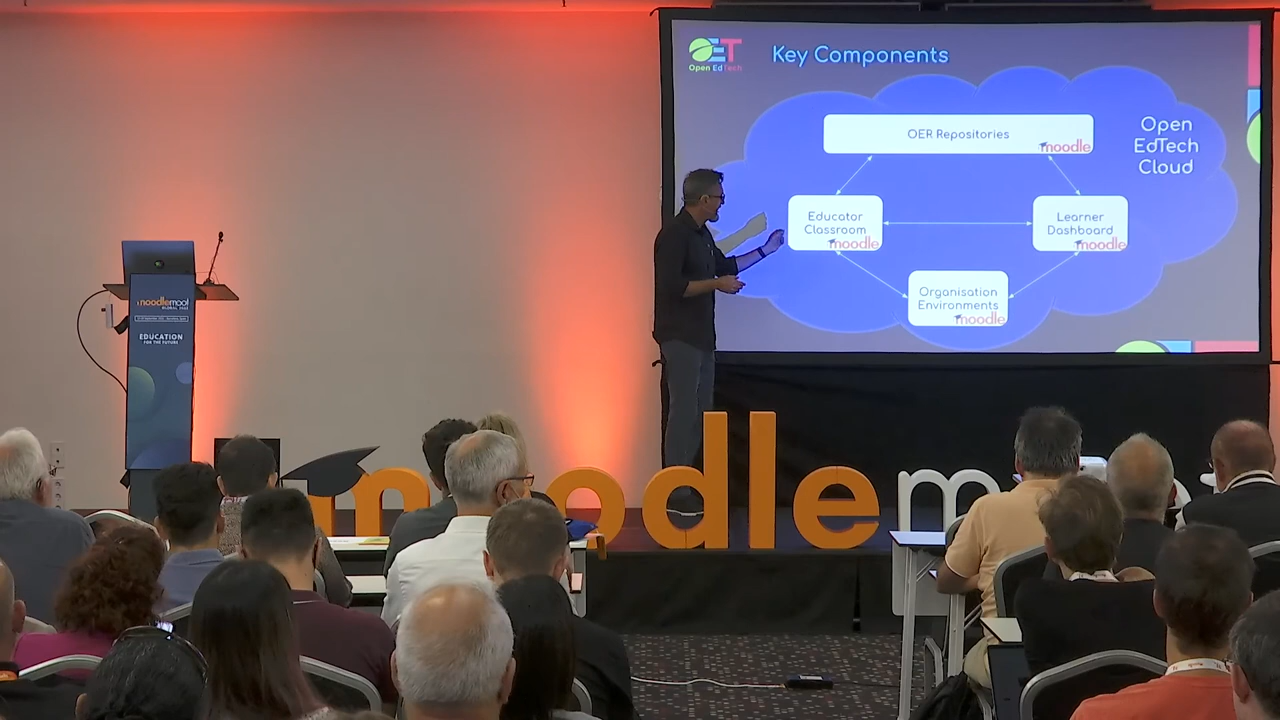 OET
Open EdTech
Key Components
OER Repositories
moodle
Open
EdTech
Cloud
Educator
Classroom
moodle
Learner
Dashboard
moodle
Organisation
Environments
moodle
moodlemoot
EDUCATION
FOR THE FUTURE
moodlem